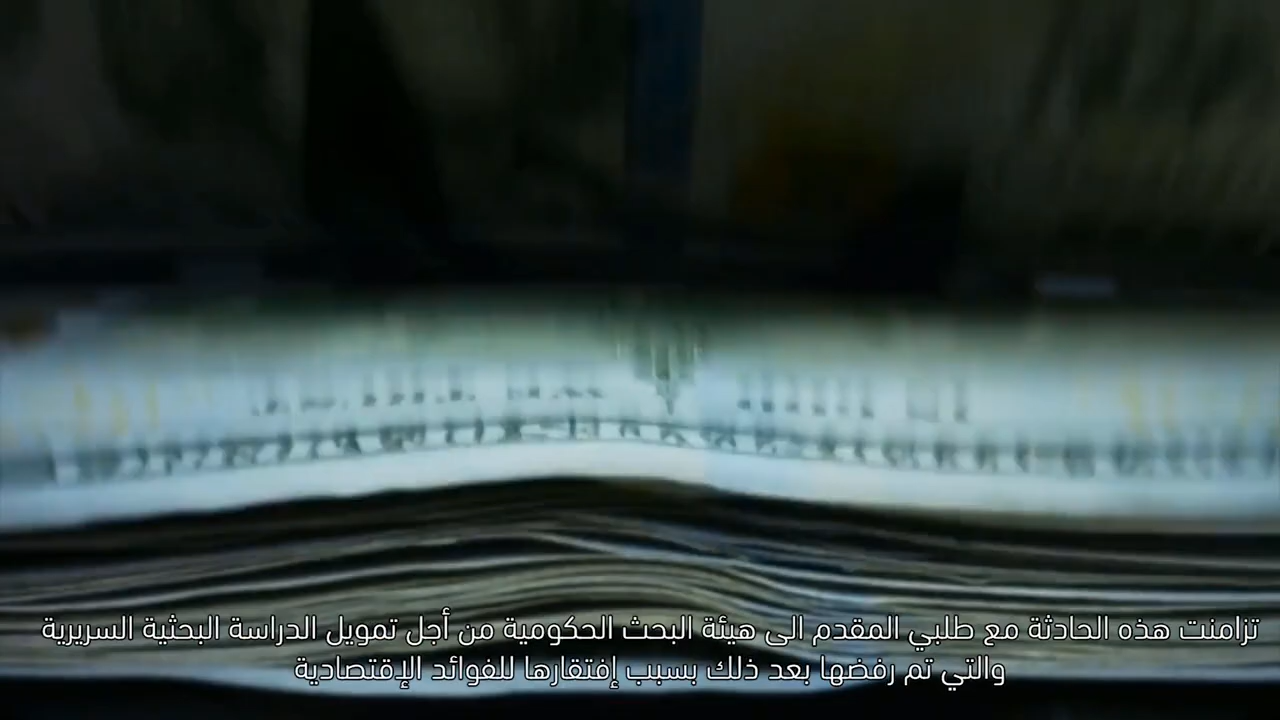 تزامنت هذه الحادثة مع طلبي المقدم الى هيئة البحث الحكومية من أجل تمويل الدراسة البحثية السريرية
والتي تم رفضها بعد ذلك بسبب إفتقارها للفوائد الإقتصادية